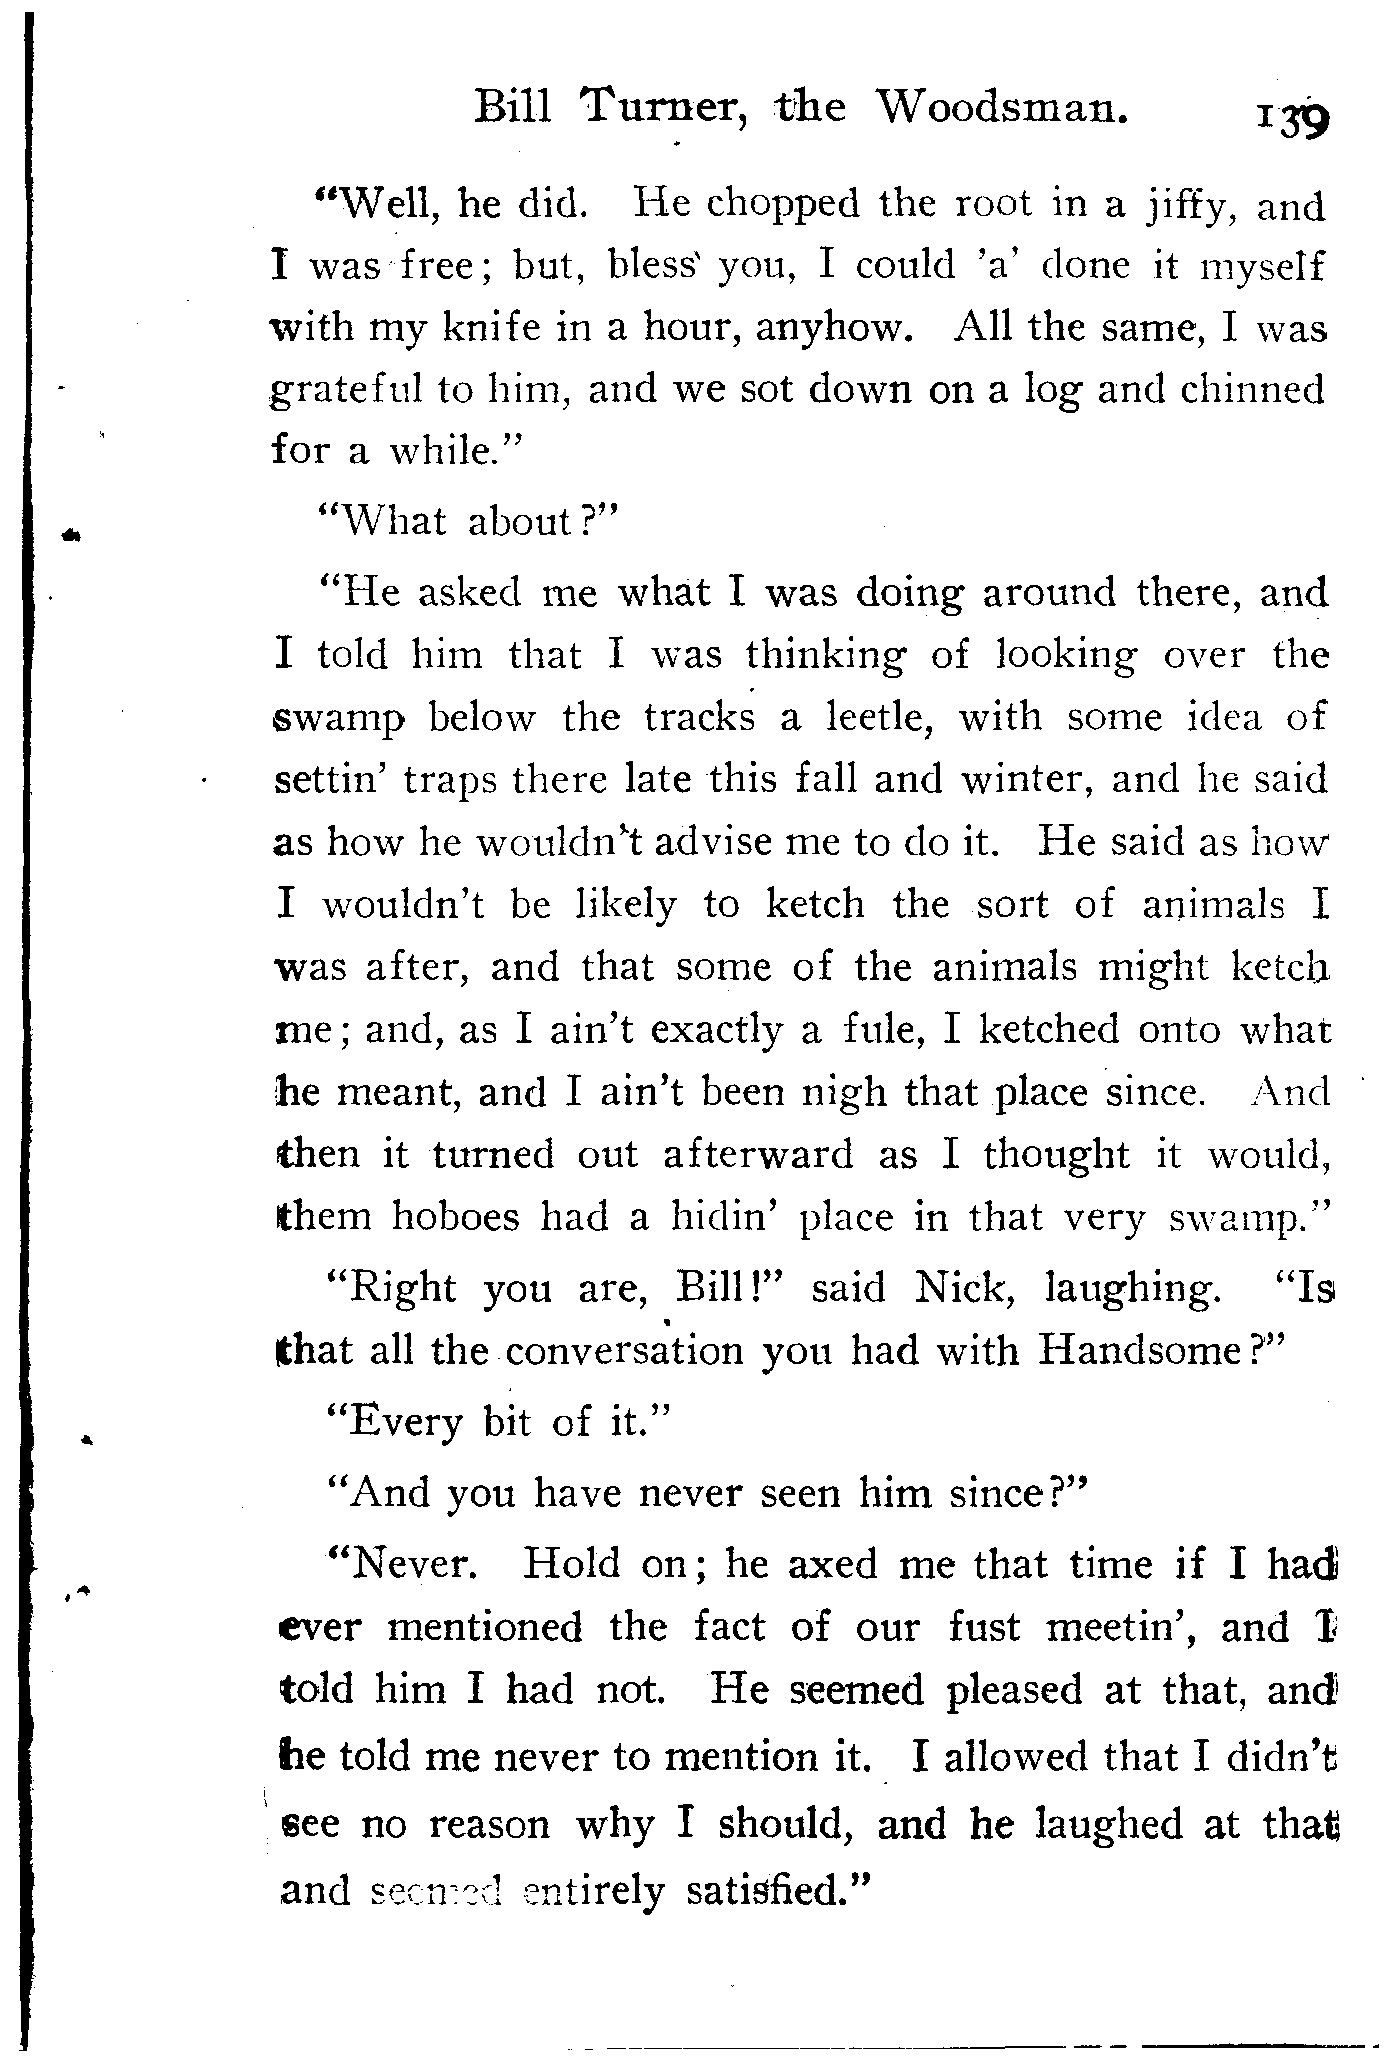 Bill Turner, the Woodsman. 139
“Well, he did. He chopped the root in a jiffy, and
I was free; but, bless you, I could ’a’ done it myself
with my knife in a hour, anyhow. All the same, I was
grateful to him, and we sot down on a log and chinned
for a while.”
“What about?”
“He asked me what I was doing around there, and
I told him that I was thinking of looking over the
swamp below the tracks a leetle, with some idea of
settin’ traps there late this fall and winter, and he said
as how he wouldn’t advise me to do it. He said as how
I wouldn’t be likely to ketch the sort of animals I
was after, and that some of the animals might ketch
me; and, as I ain’t exactly a fule, I ketched onto what
he meant, and I ain’t been nigh that place since. And
then it turned out afterward as I thought it would,
them hoboes had a hidin’ place in that very swamp.”
“Right you are, Bill!” said Nick, laughing. “Is
that all the conversation you had with Handsome?”
“Every bit of it.”
“And you have never seen him since?”
“Never. Hold on; he axed me that time if I had
ever mentioned the fact of our fust meetin’, and I
told him I had not. He seemed pleased at that, and
he told me never to mention it. I allowed that I didn’t
see no reason why I should, and he laughed at that
and seemed entirely satisfied.”